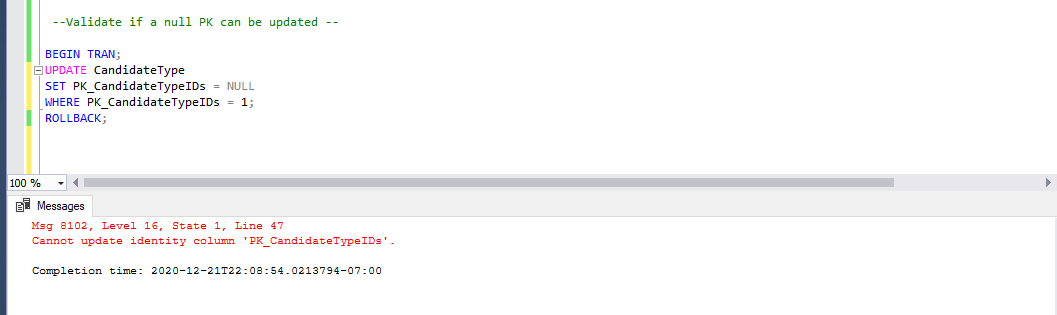 --Validate if a null PK can be updated --
BEGIN TRAN;
UPDATE CandidateType
SET PK_CandidateTypeIDs = NULL
WHERE PK_CandidateTypeIDs = 1;
ROLLBACK;
100 %
Messages
Msg 8102, Level 16, State 1, Line 47
Cannot update identity column 'PK_CandidateTypeIDs'.
Completion time: 2020-12-21T22:08:54.0213794-07:00